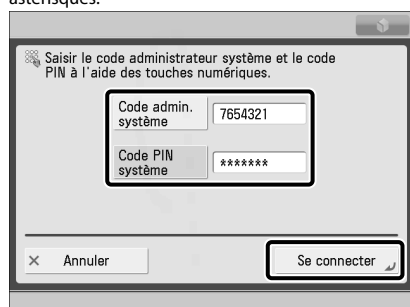 Saisir le code administrateur système et le code
PIN à l'aide des touches numériques.
Code admin.
système
7654321
Code PIN
système
*******
× Annuler
Se connecter